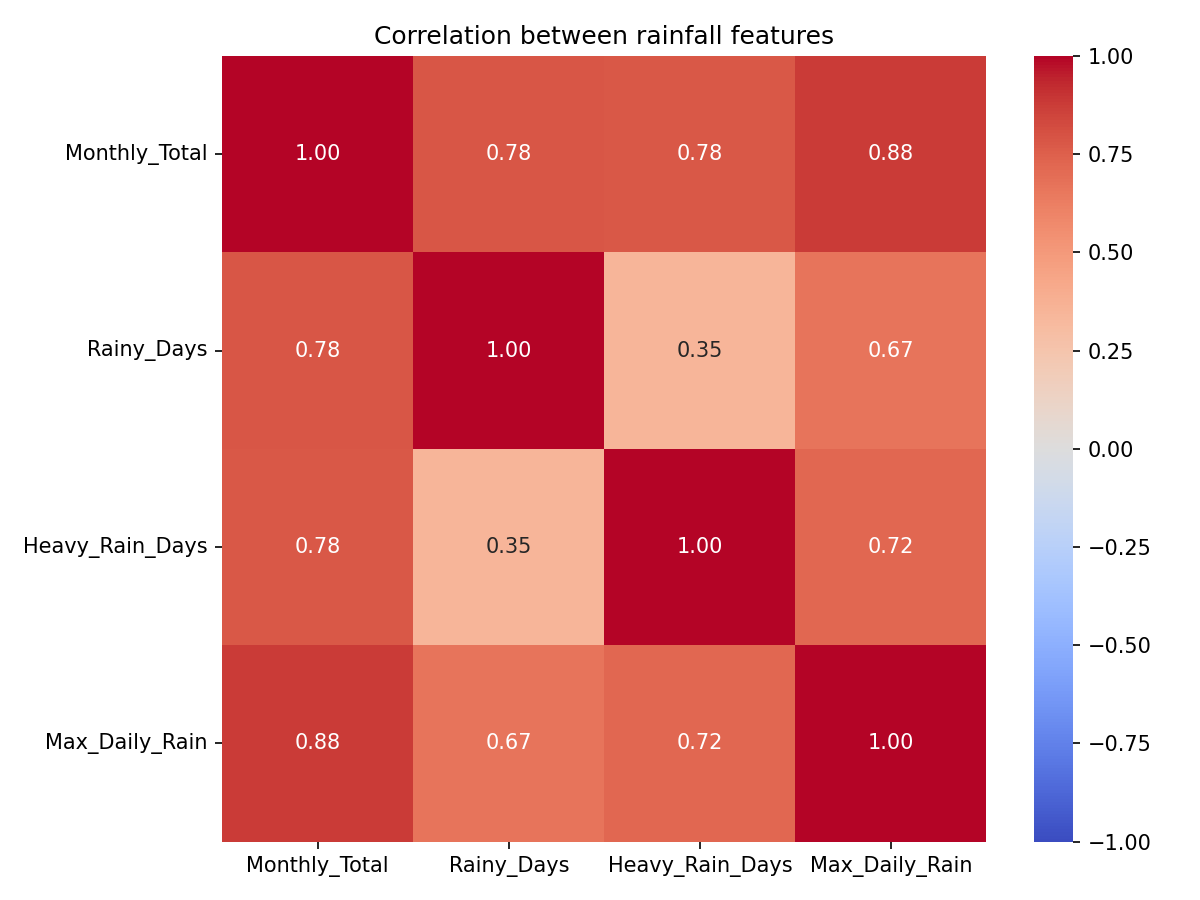 Correlation between rainfall features
Monthly_Total 1.00 0.78 0.78 0.88
Rainy_Days 0.78 1.00 0.35 0.67
Heavy_Rain_Days 0.78 0.35 1.00 0.72
Max_Daily_Rain 0.88 0.67 0.72 1.00
Monthly_Total Rainy_Days Heavy_Rain_Days Max_Daily_Rain
1.00
0.75
0.50
0.25
0.00
−0.25
−0.50
−0.75
−1.00